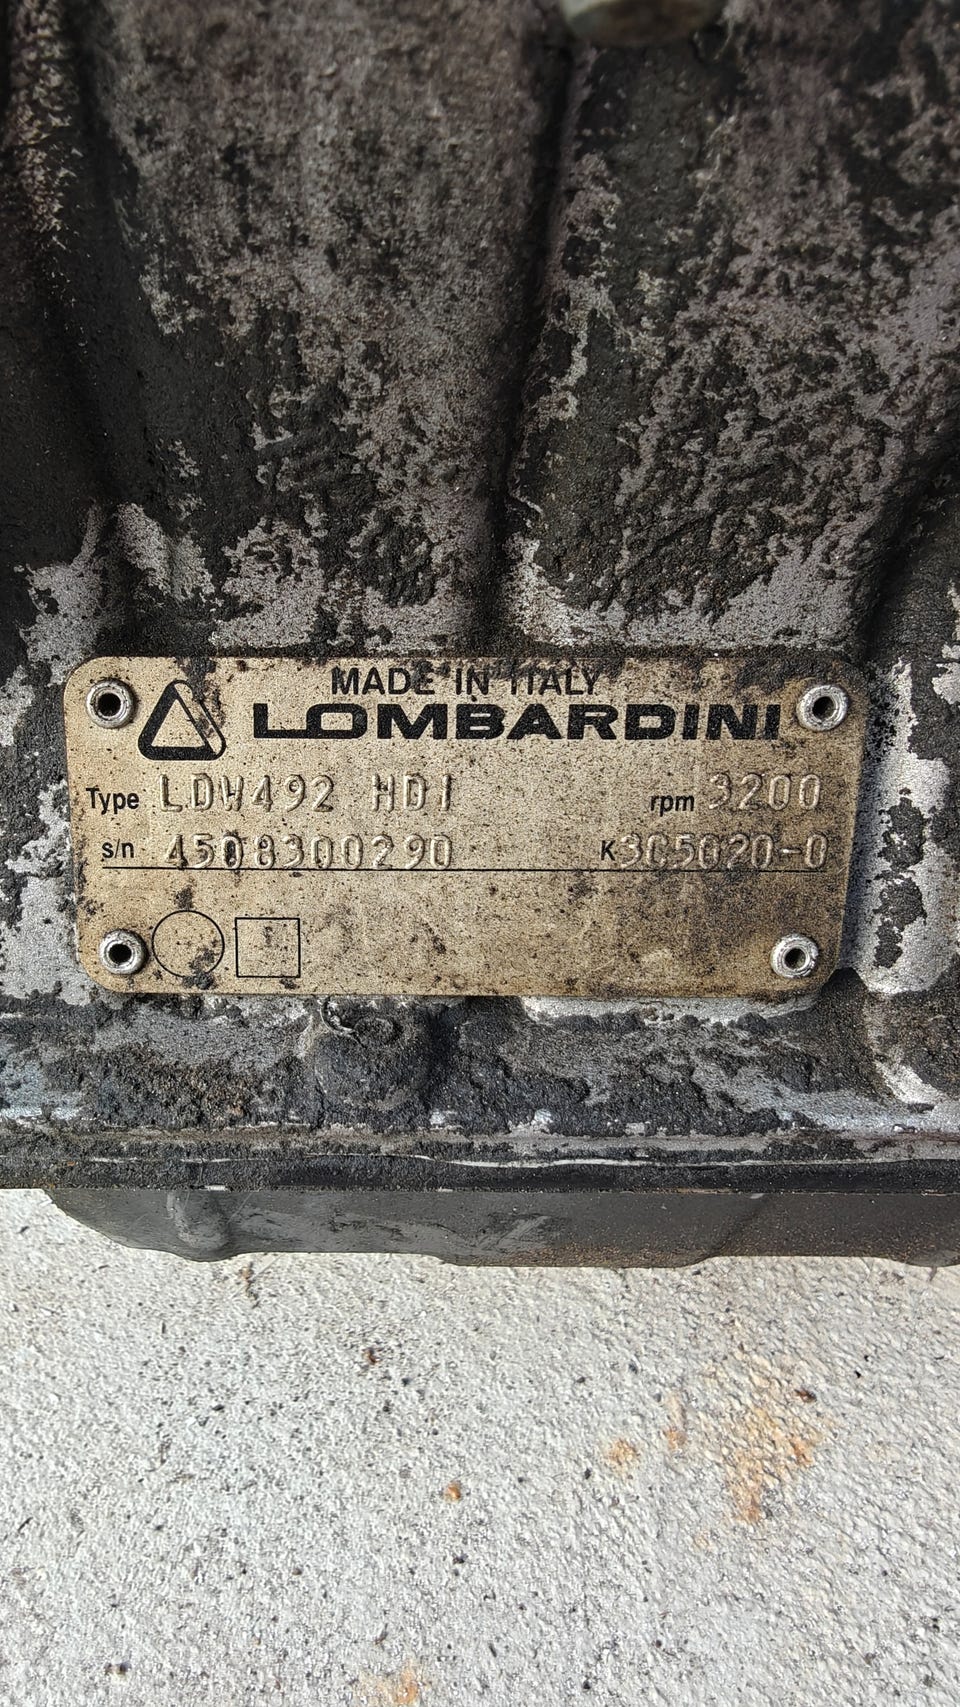 MADE IN ITALY
LOMBARDINI
Type LDW492 HDI rpm 3200
s/n 4508300290 K3C5020-0